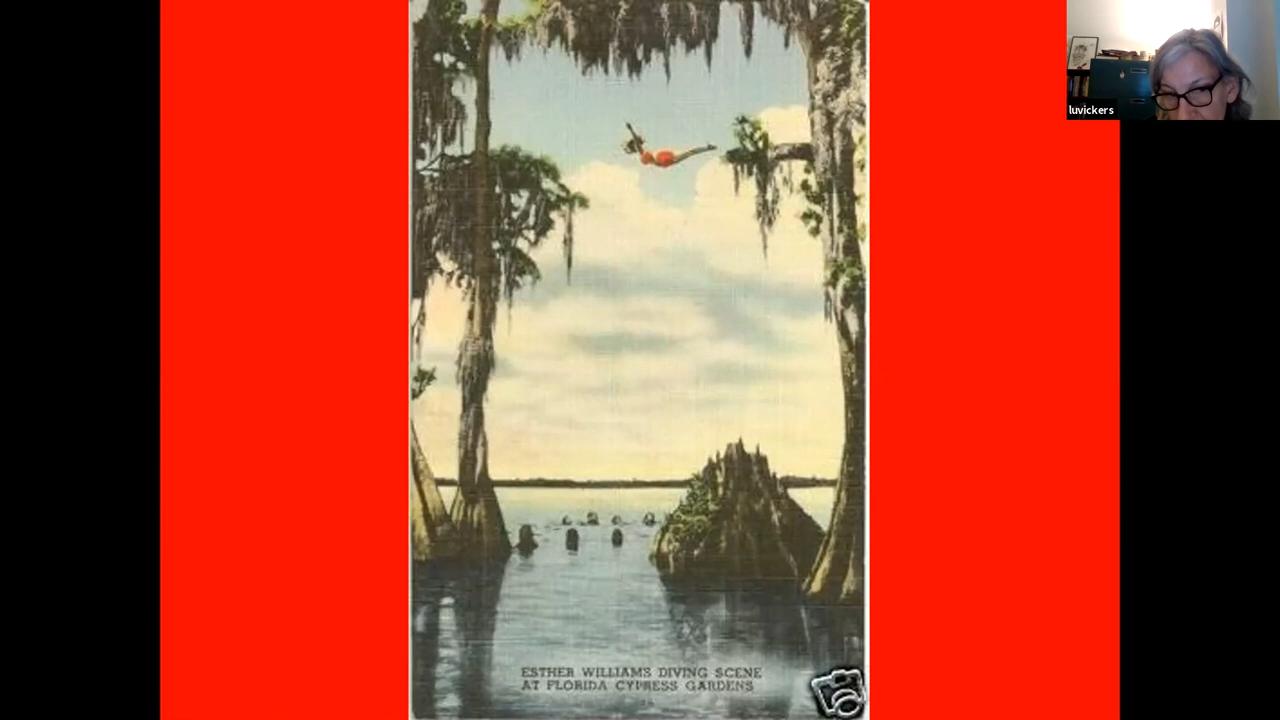 luvickers
ESTHER WILLIAMS DIVING SCENE
AT FLORIDA CYPRESS GARDENS